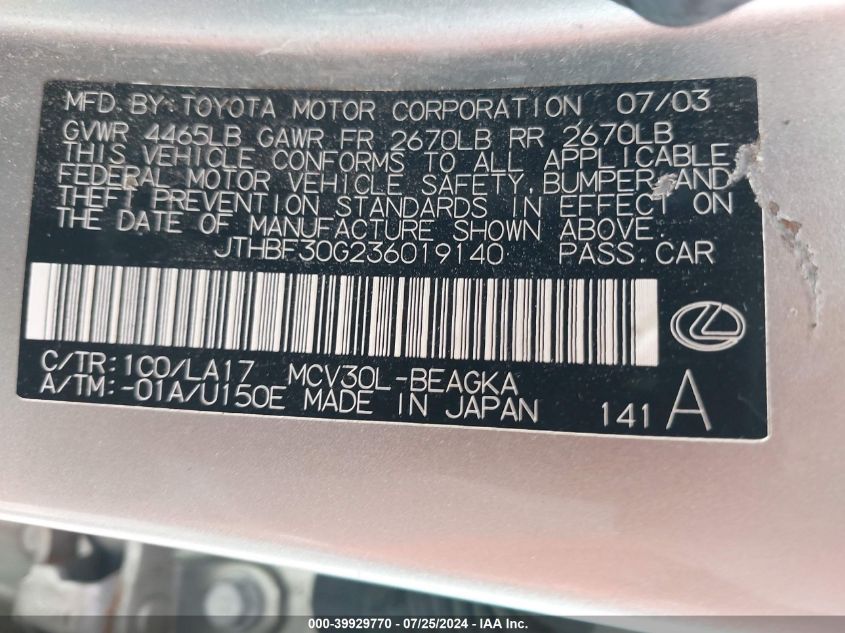 MFD. BY: TOYOTA MOTOR CORPORATION 07/03
GVWR 4465LB GAWR FR 2670LB RR 2670LB
THIS VEHICLE CONFORMS TO ALL APPLICABLE
FEDERAL MOTOR VEHICLE SAFETY, BUMPER, AND
THEFT PREVENTION STANDARDS IN EFFECT ON
THE DATE OF MANUFACTURE SHOWN ABOVE.
JTHBF30G236019140 PASS. CAR
C/TR: 1C0/LA17 MCV30L-BEAGKA
A/TM: -01A/U150E MADE IN JAPAN 141 A
000-39929770 - 07/25/2024 - IAA Inc.